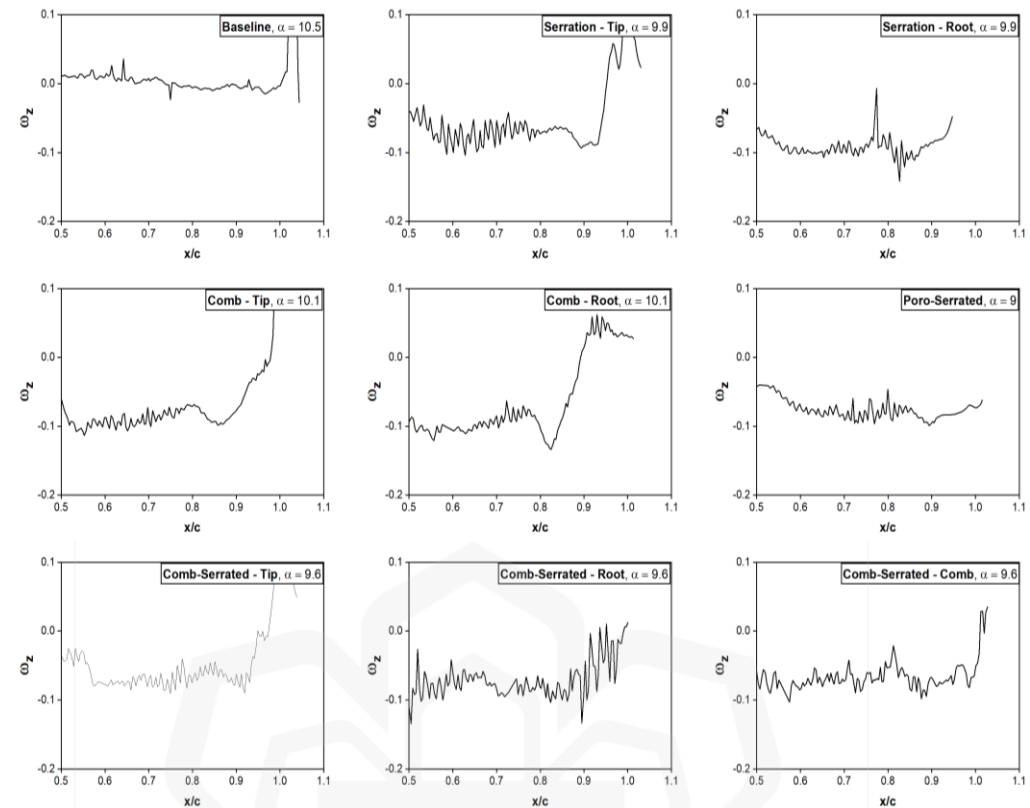 Baseline, α = 10.5
0.1
0.0
-0.1
-0.2
ωz
0.5 0.6 0.7 0.8 0.9 1.0 1.1
x/c
Serration - Tip, α = 9.9
0.1
0.0
-0.1
-0.2
ωz
0.5 0.6 0.7 0.8 0.9 1.0 1.1
x/c
Serration - Root, α = 9.9
0.1
0.0
-0.1
-0.2
ωz
0.5 0.6 0.7 0.8 0.9 1.0 1.1
x/c
Comb - Tip, α = 10.1
0.1
0.0
-0.1
-0.2
ωz
0.5 0.6 0.7 0.8 0.9 1.0 1.1
x/c
Comb - Root, α = 10.1
0.1
0.0
-0.1
-0.2
ωz
0.5 0.6 0.7 0.8 0.9 1.0 1.1
x/c
Poro-Serrated, α = 9
0.1
0.0
-0.1
-0.2
ωz
0.5 0.6 0.7 0.8 0.9 1.0 1.1
x/c
Comb-Serrated - Tip, α = 9.6
0.1
0.0
-0.1
-0.2
ωz
0.5 0.6 0.7 0.8 0.9 1.0 1.1
x/c
Comb-Serrated - Root, α = 9.6
0.1
0.0
-0.1
-0.2
ωz
0.5 0.6 0.7 0.8 0.9 1.0 1.1
x/c
Comb-Serrated - Comb, α = 9.6
0.1
0.0
-0.1
-0.2
ωz
0.5 0.6 0.7 0.8 0.9 1.0 1.1
x/c